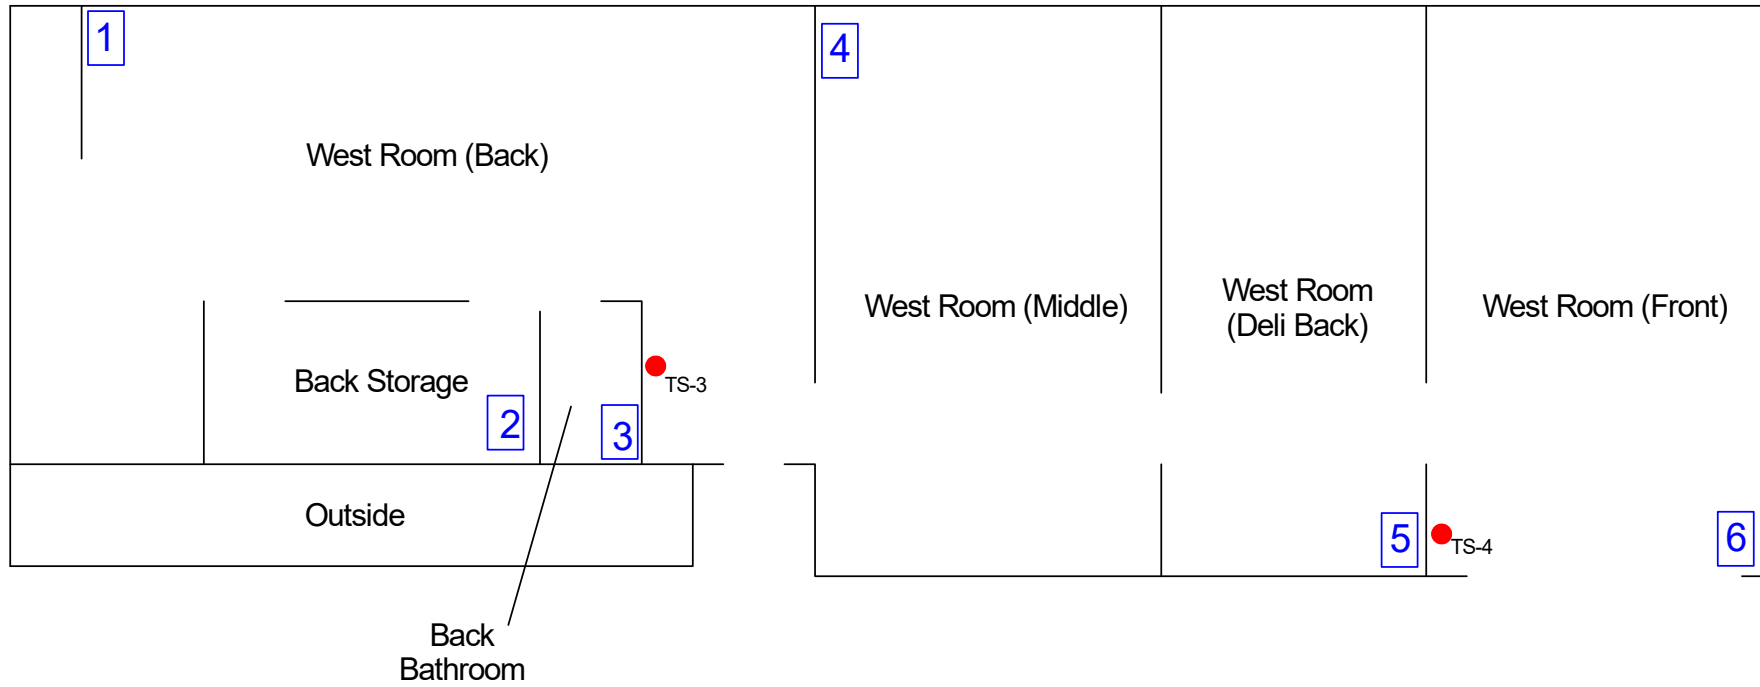 1
4
West Room (Back)
West Room (Middle)
West Room
(Deli Back)
West Room (Front)
Back Storage
TS-3
2
3
Outside
5
TS-4
6
Back
Bathroom